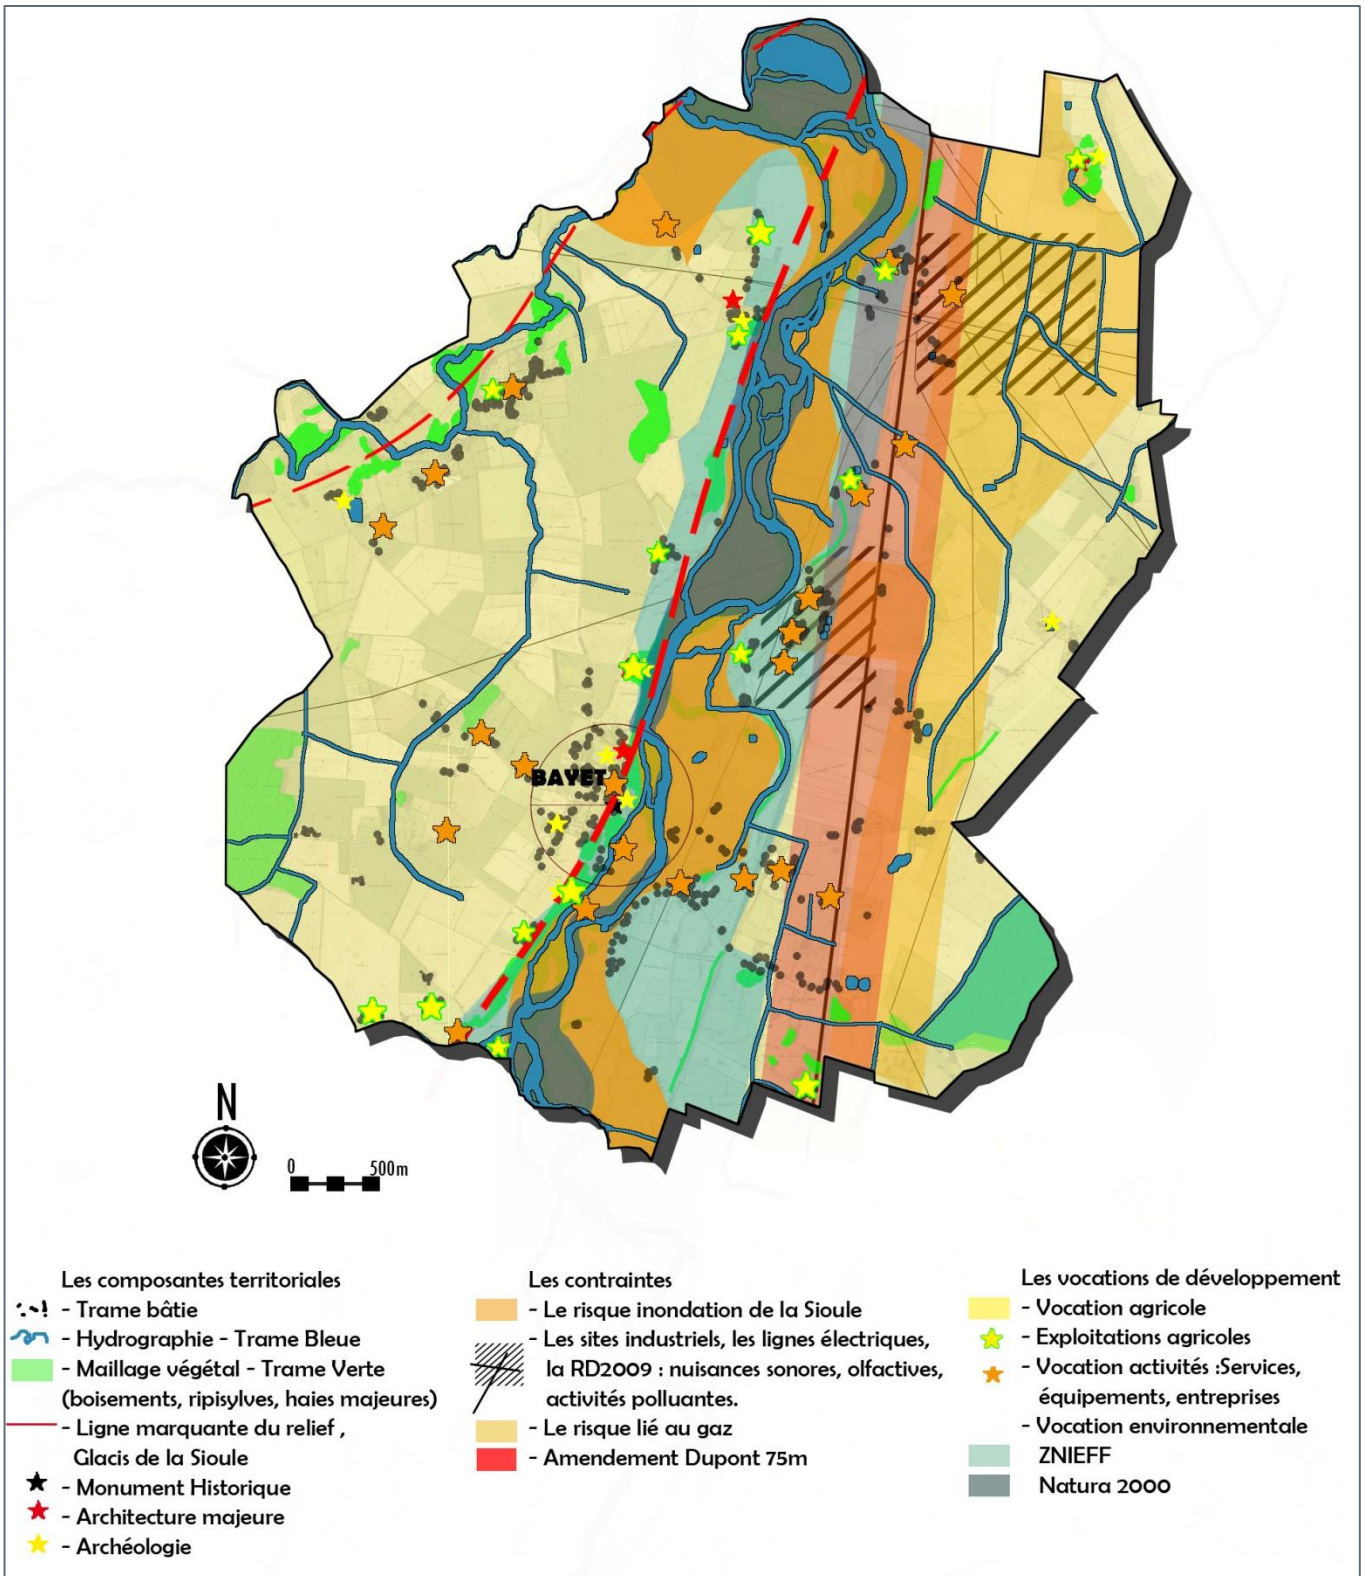 BAYET
N
0 500m
Les composantes territoriales
- Trame bâtie
- Hydrographie - Trame Bleue
- Maillage végétal - Trame Verte
(boisements, ripisylves, haies majeures)
- Ligne marquante du relief ,
Glacis de la Sioule
- Monument Historique
- Architecture majeure
- Archéologie
Les contraintes
- Le risque inondation de la Sioule
- Les sites industriels, les lignes électriques,
la RD2009 : nuisances sonores, olfactives,
activités polluantes.
- Le risque lié au gaz
- Amendement Dupont 75m
Les vocations de développement
- Vocation agricole
- Exploitations agricoles
- Vocation activités :Services,
équipements, entreprises
- Vocation environnementale
ZNIEFF
Natura 2000